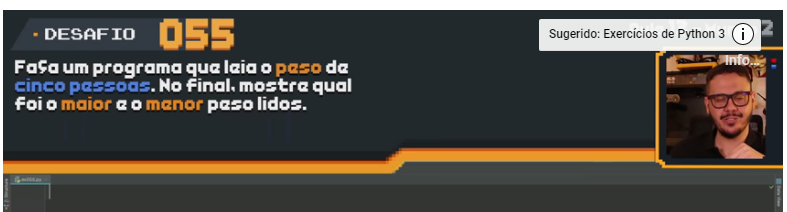 DESAFIO 055
Sugerido: Exercícios de Python 3
Info...
Faça um programa que leia o peso de
cinco pessoas. No final, mostre qual
foi o maior e o menor peso lidos.